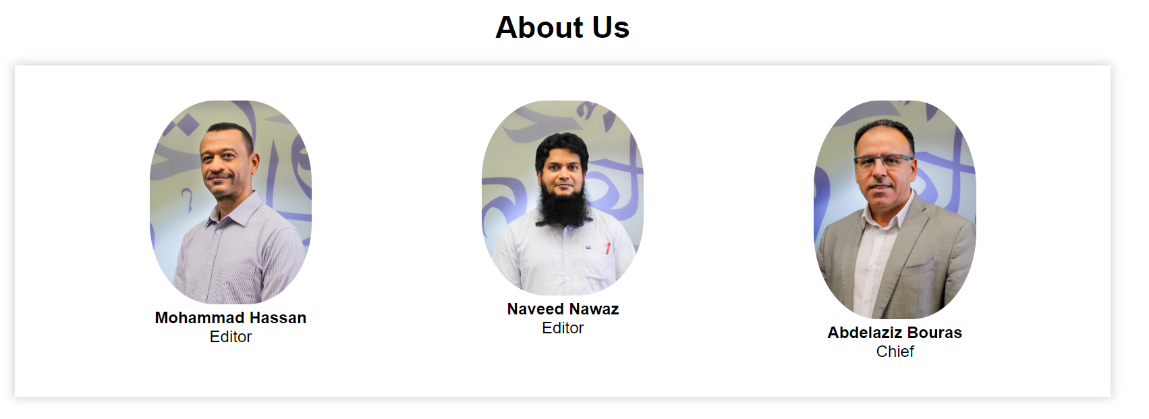 About Us
Mohammad Hassan
Editor
Naveed Nawaz
Editor
Abdelaziz Bouras
Chief